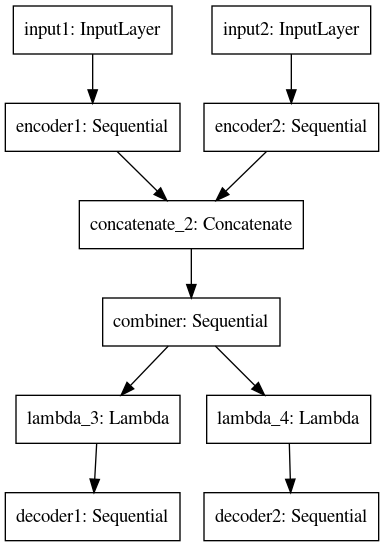 input1: InputLayer
input2: InputLayer
encoder1: Sequential
encoder2: Sequential
concatenate_2: Concatenate
combiner: Sequential
lambda_3: Lambda
lambda_4: Lambda
decoder1: Sequential
decoder2: Sequential